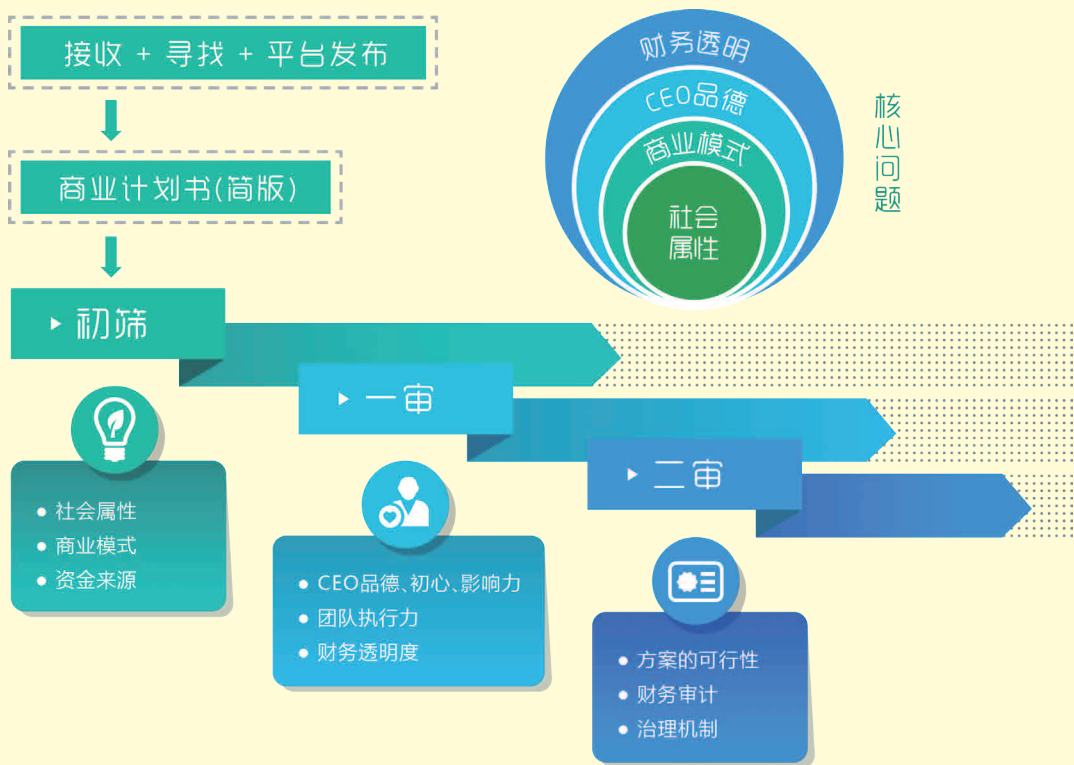 接收 + 寻找 + 平台发布
商业计划书(简版)
财务透明
CEO品德
商业模式
社会
属性
核心问题
初筛
社会属性
商业模式
资金来源
一审
CEO品德、初心、影响力
团队执行力
财务透明度
二审
方案的可行性
财务审计
治理机制